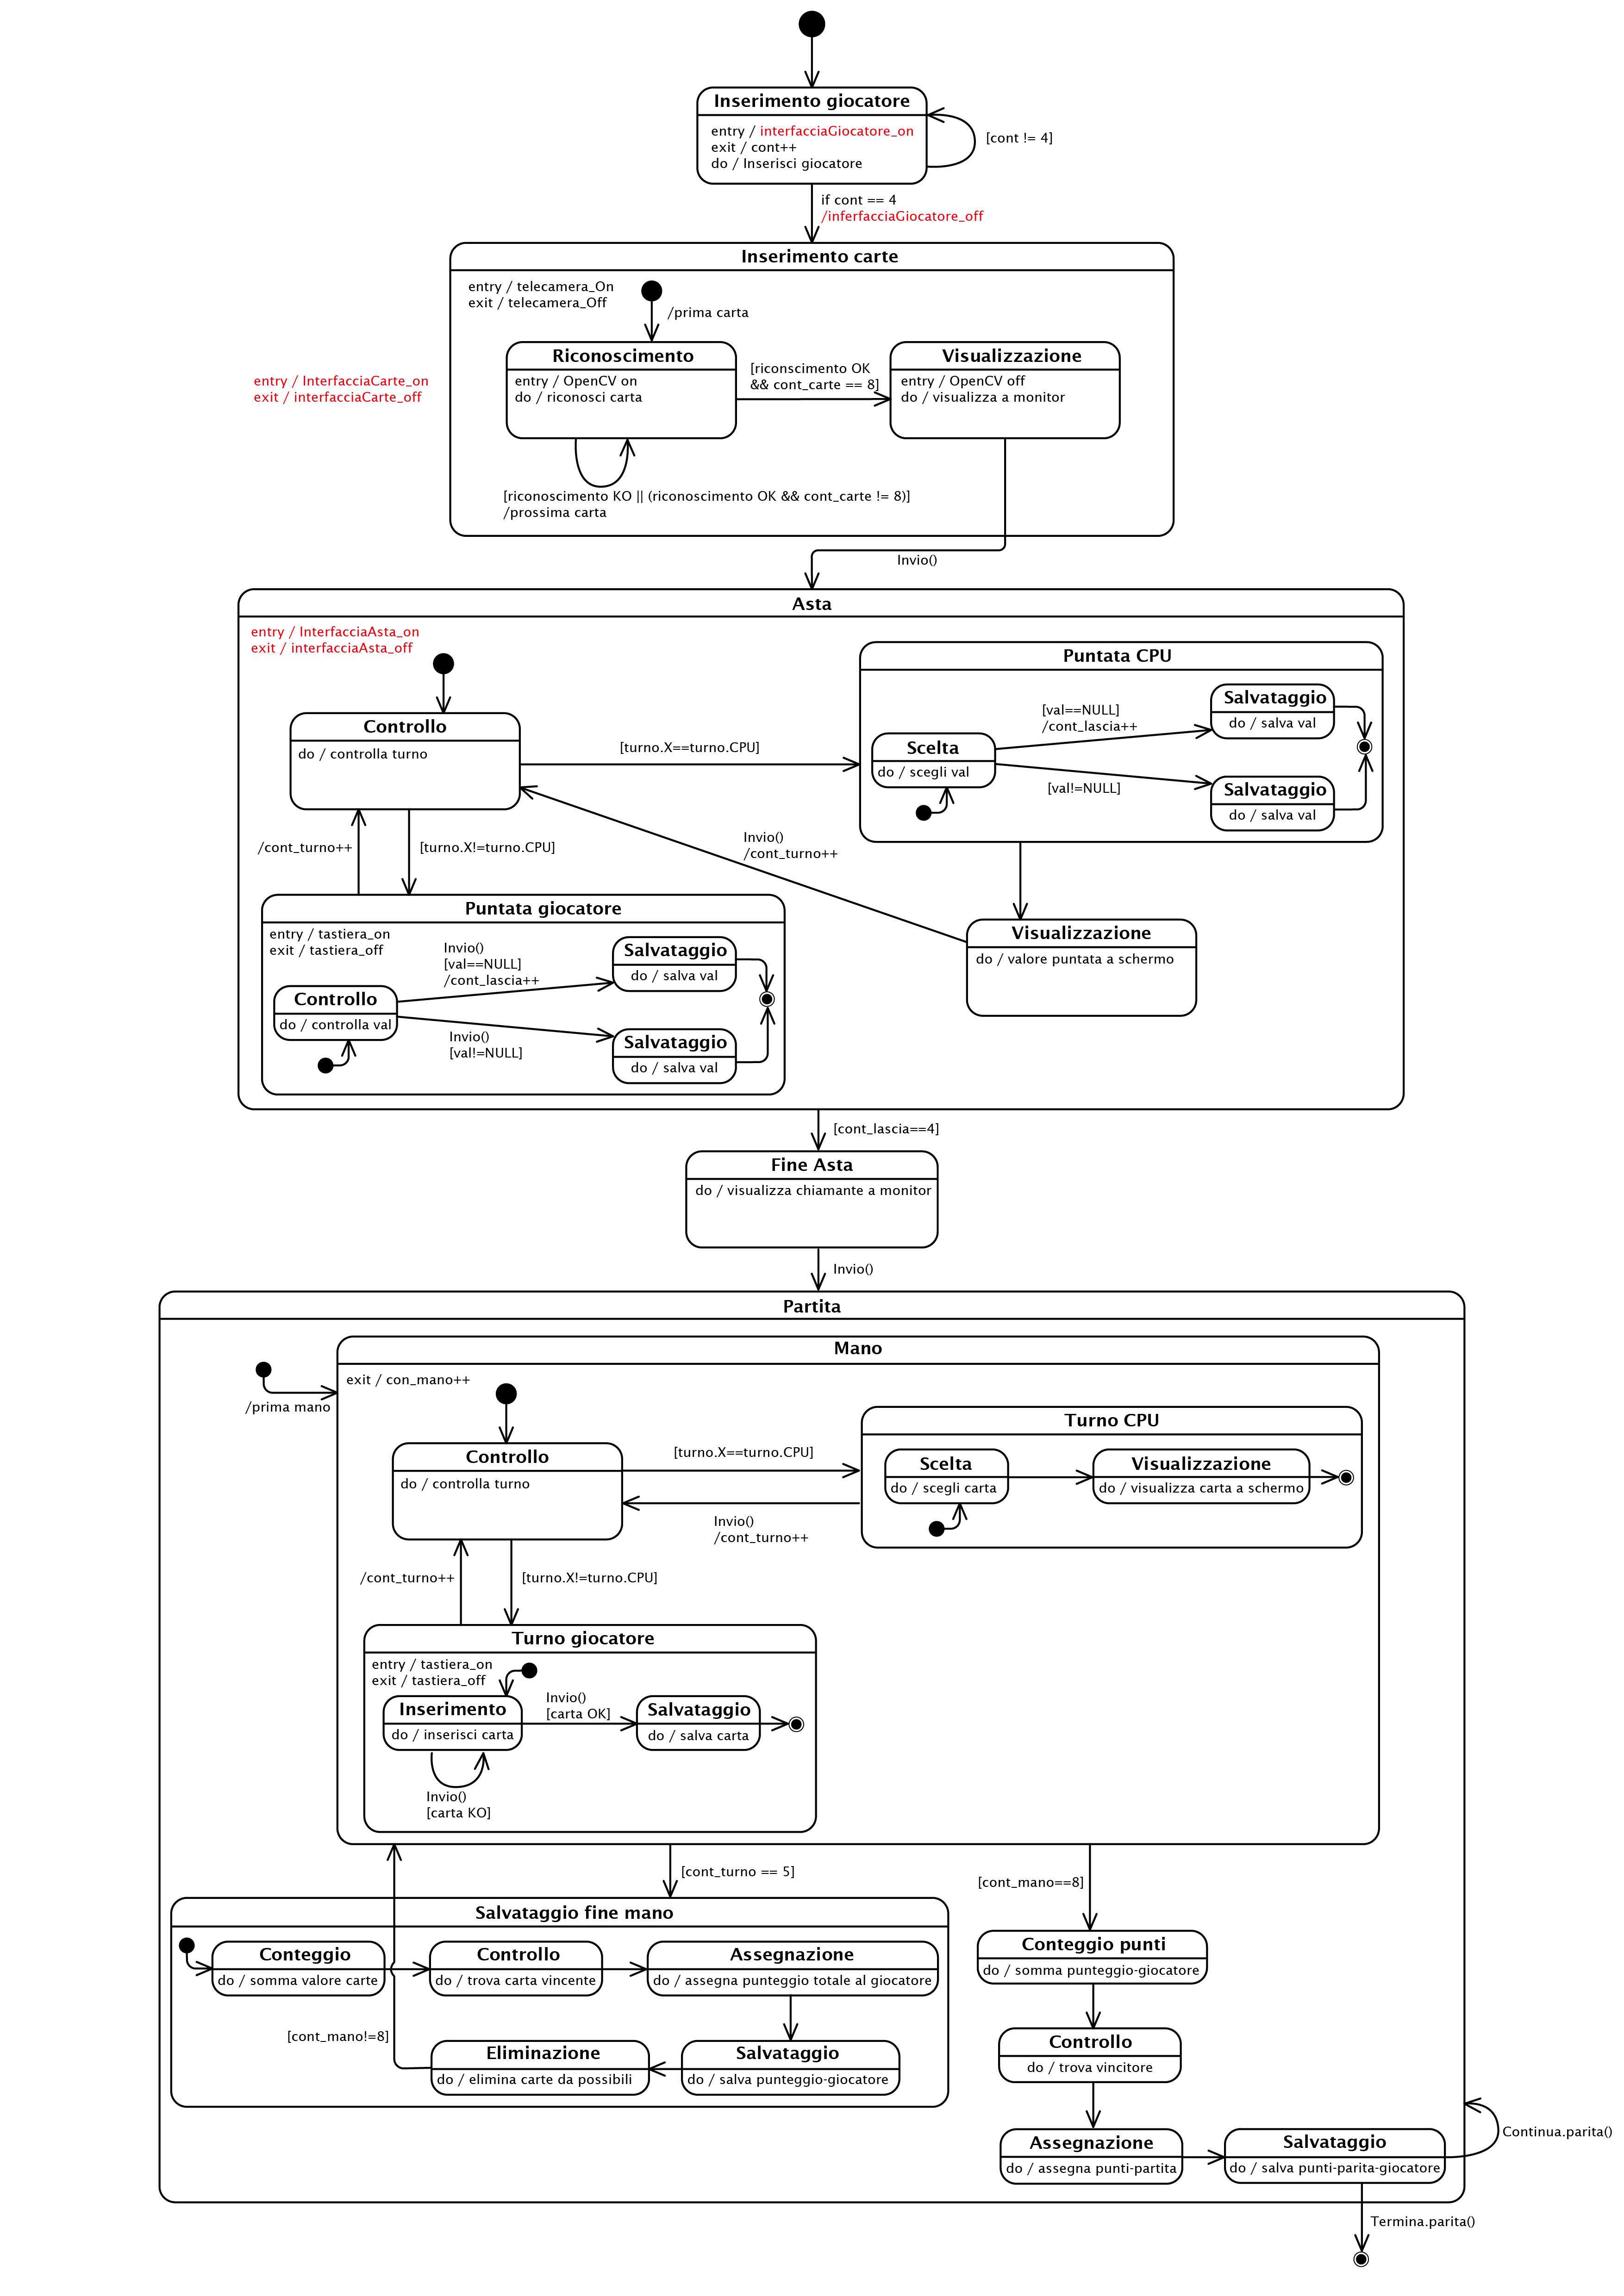 Inserimento giocatore
entry / interfacciaGiocatore_on
exit / cont++
do / Inserisci giocatore
[cont != 4]
if cont == 4
/inferfacciaGiocatore_off
Inserimento carte
entry / telecamera_On
exit / telecamera_Off
/prima carta
entry / InterfacciaCarte_on
exit / interfacciaCarte_off
Riconoscimento
entry / OpenCV on
do / riconosci carta
[riconscimento OK
&& cont_carte == 8]
Visualizzazione
entry / OpenCV off
do / visualizza a monitor
[riconoscimento KO || (riconoscimento OK && cont_carte != 8)]
/prossima carta
Invio()
Asta
entry / InterfacciaAsta_on
exit / interfacciaAsta_off
Controllo
do / controlla turno
[turno.X==turno.CPU]
Puntata CPU
Scelta
do / scegli val
[val==NULL]
/cont_lascia++
[val!=NULL]
Salvataggio
do / salva val
Salvataggio
do / salva val
/cont_turno++
[turno.X!=turno.CPU]
Invio()
/cont_turno++
Puntata giocatore
entry / tastiera_on
exit / tastiera_off
Controllo
do / controlla val
Invio()
[val==NULL]
/cont_lascia++
Invio()
[val!=NULL]
Salvataggio
do / salva val
Salvataggio
do / salva val
Visualizzazione
do / valore puntata a schermo
[cont_lascia==4]
Fine Asta
do / visualizza chiamante a monitor
Invio()
Partita
/prima mano
Mano
exit / con_mano++
Controllo
do / controlla turno
[turno.X==turno.CPU]
Invio()
/cont_turno++
Turno CPU
Scelta
do / scegli carta
Visualizzazione
do / visualizza carta a schermo
/cont_turno++
[turno.X!=turno.CPU]
Turno giocatore
entry / tastiera_on
exit / tastiera_off
Inserimento
do / inserisci carta
Invio()
[carta OK]
Salvataggio
do / salva carta
Invio()
[carta KO]
[cont_turno == 5]
[cont_mano==8]
Salvataggio fine mano
Conteggio
do / somma valore carte
Controllo
do / trova carta vincente
Assegnazione
do / assegna punteggio totale al giocatore
[cont_mano!=8]
Eliminazione
do / elimina carte da possibili
Salvataggio
do / salva punteggio-giocatore
Conteggio punti
do / somma punteggio-giocatore
Controllo
do / trova vincitore
Assegnazione
do / assegna punti-partita
Salvataggio
do / salva punti-parita-giocatore
Continua.parita()
Termina.parita()